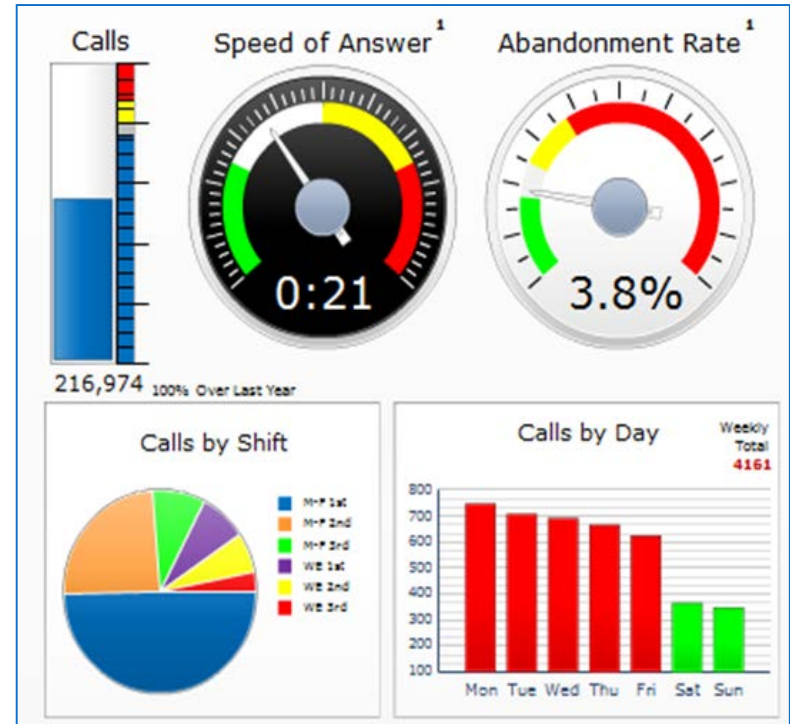 Calls
Speed of Answer 1
Abandonment Rate 1
0:21
3.8%
216,974 100% Over Last Year
Calls by Shift
M-F 1st
M-F 2nd
M-F 3rd
WE 1st
WE 2nd
WE 3rd
Calls by Day
Weekly
Total
4161
800
700
600
500
400
300
200
100
Mon Tue Wed Thu Fri Sat Sun